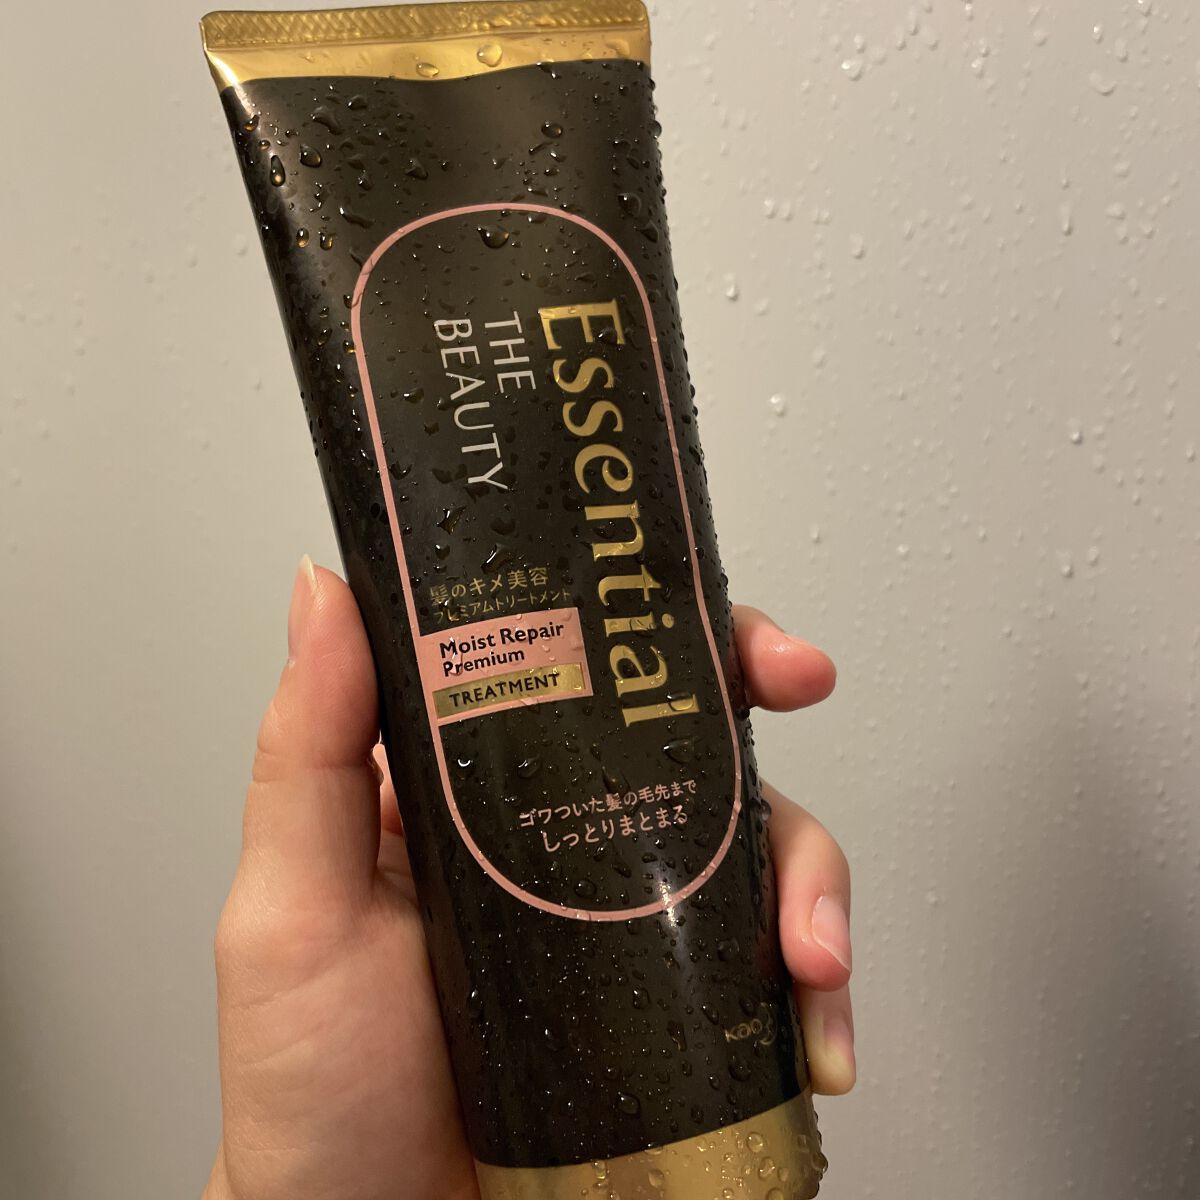 Essential
THE
BEAUTY
髪のキメ美容
プレミアムトリートメント
Moist Repair
Premium
TREATMENT
ゴワついた髪の毛先まで
しっとりまとまる
Kao